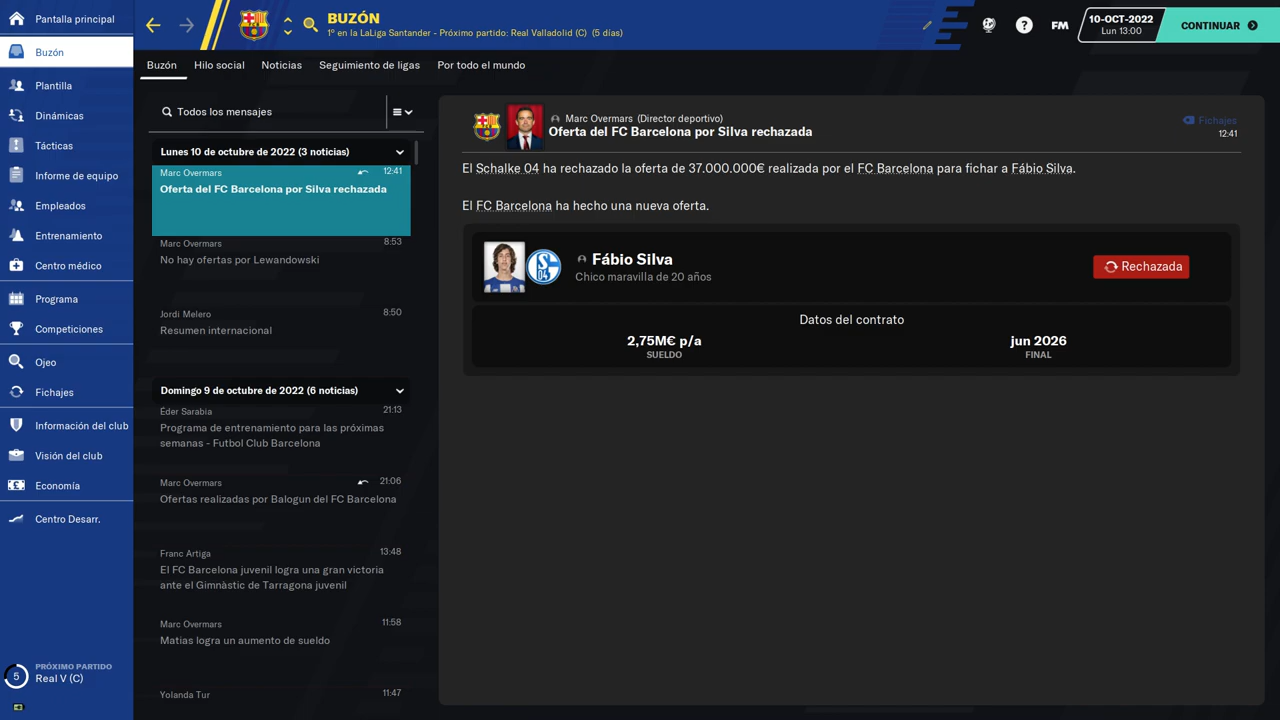 Pantalla principal
Buzón
Plantilla
Dinámicas
Tácticas
Informe de equipo
Empleados
Entrenamiento
Centro médico
Programa
Competiciones
Ojeo
Fichajes
Información del club
Visión del club
Economía
Centro Desarr.
5
PRÓXIMO PARTIDO
Real V (C)
BUZÓN
1º en la LaLiga Santander - Próximo partido: Real Valladolid (C) (5 días)
?
FM
10-OCT-2022
Lun 13:00
CONTINUAR
Buzón Hilo social Noticias Seguimiento de ligas Por todo el mundo
Todos los mensajes
Lunes 10 de octubre de 2022 (3 noticias)
Marc Overmars 12:41
Oferta del FC Barcelona por Silva rechazada
Marc Overmars 8:53
No hay ofertas por Lewandowski
Jordi Melero 8:50
Resumen internacional
Domingo 9 de octubre de 2022 (6 noticias)
Éder Sarabia 21:13
Programa de entrenamiento para las próximas
semanas - Futbol Club Barcelona
Marc Overmars 21:06
Ofertas realizadas por Balogun del FC Barcelona
Franc Artiga 13:48
El FC Barcelona juvenil logra una gran victoria
ante el Gimnàstic de Tarragona juvenil
Marc Overmars 11:58
Matias logra un aumento de sueldo
Yolanda Tur 11:47
Marc Overmars (Director deportivo)
Oferta del FC Barcelona por Silva rechazada
Fichajes
12:41
El Schalke 04 ha rechazado la oferta de 37.000.000€ realizada por el FC Barcelona para fichar a Fábio Silva.
El FC Barcelona ha hecho una nueva oferta.
Fábio Silva
Chico maravilla de 20 años
Rechazada
Datos del contrato
2,75M€ p/a
SUELDO
jun 2026
FINAL